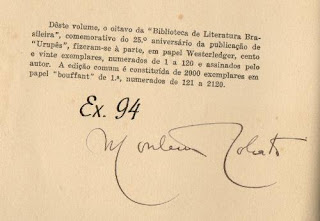 Dêste volume, o oitavo da "Biblioteca de Literatura Bra-
sileira", comemorativo do 25.º aniversário da publicação de
"Urupês", fizeram-se à parte, em papel Westerledger, cento
e vinte exemplares, numerados de 1 a 120 e assinados pelo
autor. A edição comum é constituída de 2000 exemplares em
papel "bouffant" de 1.ª, numerados de 121 a 2120.
Ex. 94
Monteiro Lobato